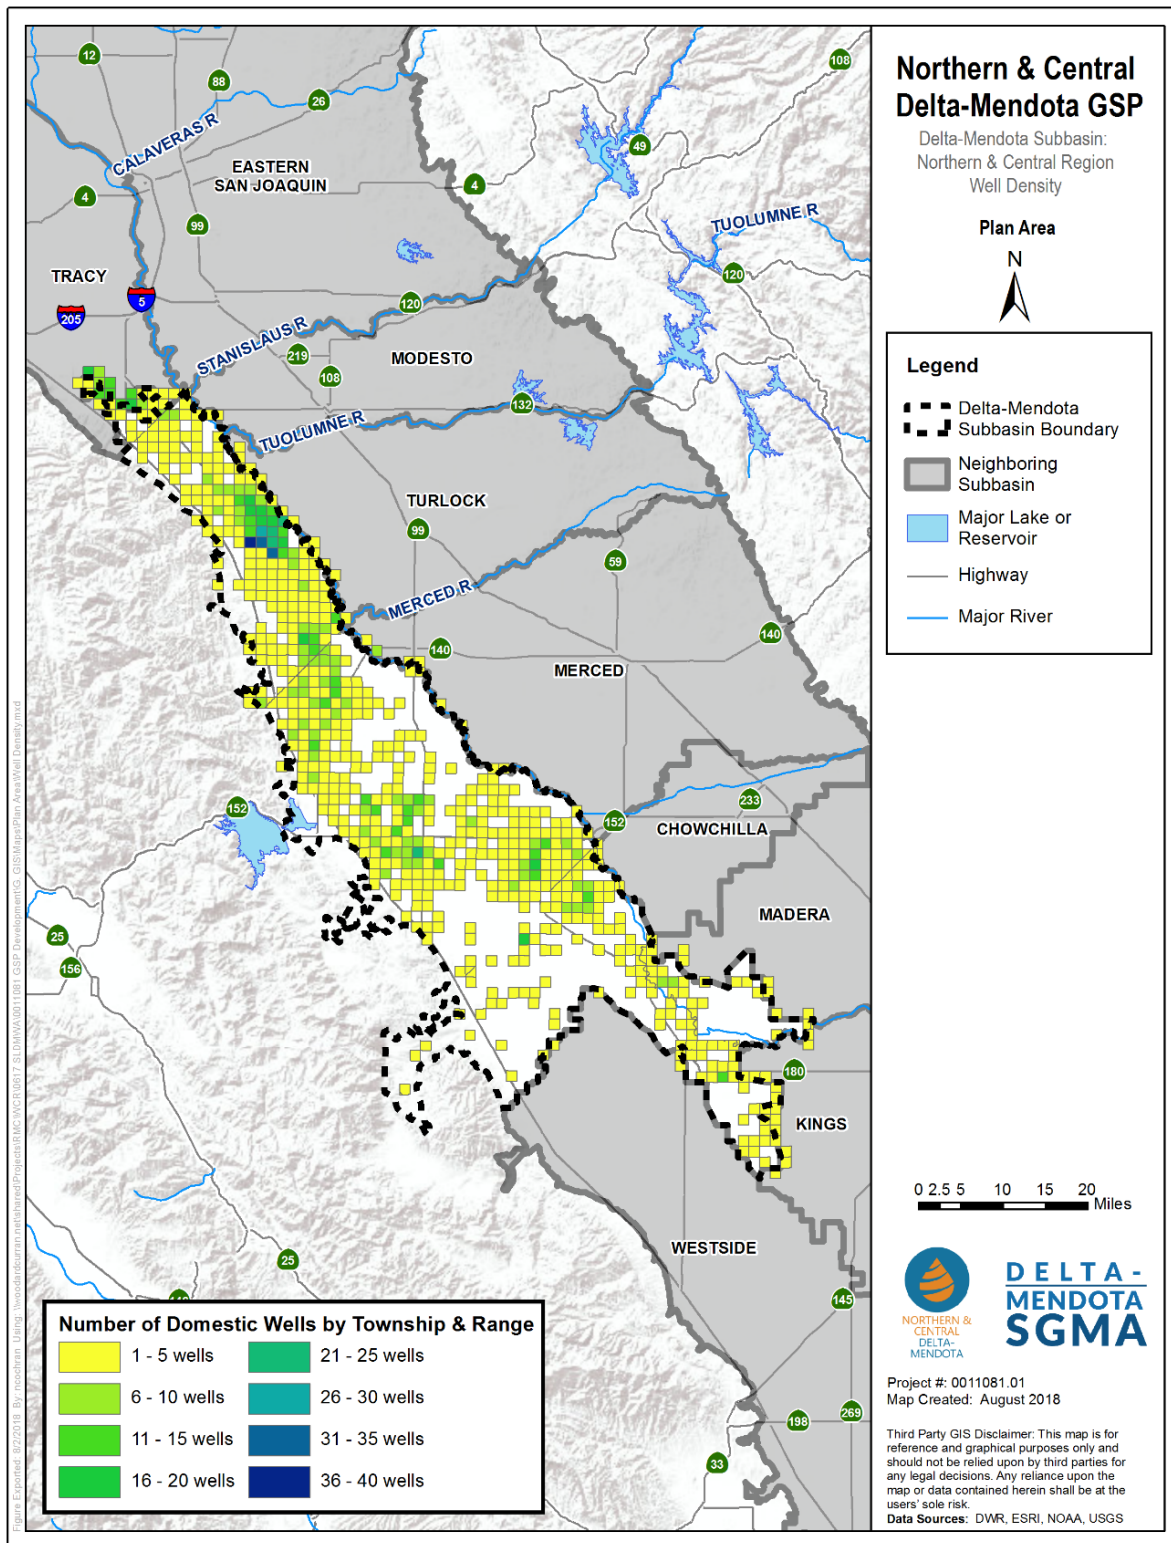 Northern & Central
Delta-Mendota GSP
Delta-Mendota Subbasin:
Northern & Central Region
Well Density
Plan Area
N
Legend
Delta-Mendota
Subbasin Boundary
Neighboring
Subbasin
Major Lake or
Reservoir
Highway
Major River
0 2.5 5 10 15 20
Miles
NORTHERN &
CENTRAL
DELTA-
MENDOTA
DELTA-
MENDOTA
SGMA
Project #: 0011081.01
Map Created: August 2018
Third Party GIS Disclaimer: This map is for
reference and graphical purposes only and
should not be relied upon by third parties for
any legal decisions. Any reliance upon the
map or data contained herein shall be at the
users' sole risk.
Data Sources: DWR, ESRI, NOAA, USGS
12
88
26
108
CALAVERAS R
49
EASTERN
SAN JOAQUIN
4
4
99
TUOLUMNE R
TRACY
120
5
205
120
STANISLAUS R
219
MODESTO
108
132
TUOLUMNE R
TURLOCK
99
59
MERCED R
140
140
MERCED
233
152
152
CHOWCHILLA
MADERA
25
156
180
KINGS
WESTSIDE
25
145
269
198
33
Number of Domestic Wells by Township & Range
1 - 5 wells
6 - 10 wells
11 - 15 wells
16 - 20 wells
21 - 25 wells
26 - 30 wells
31 - 35 wells
36 - 40 wells